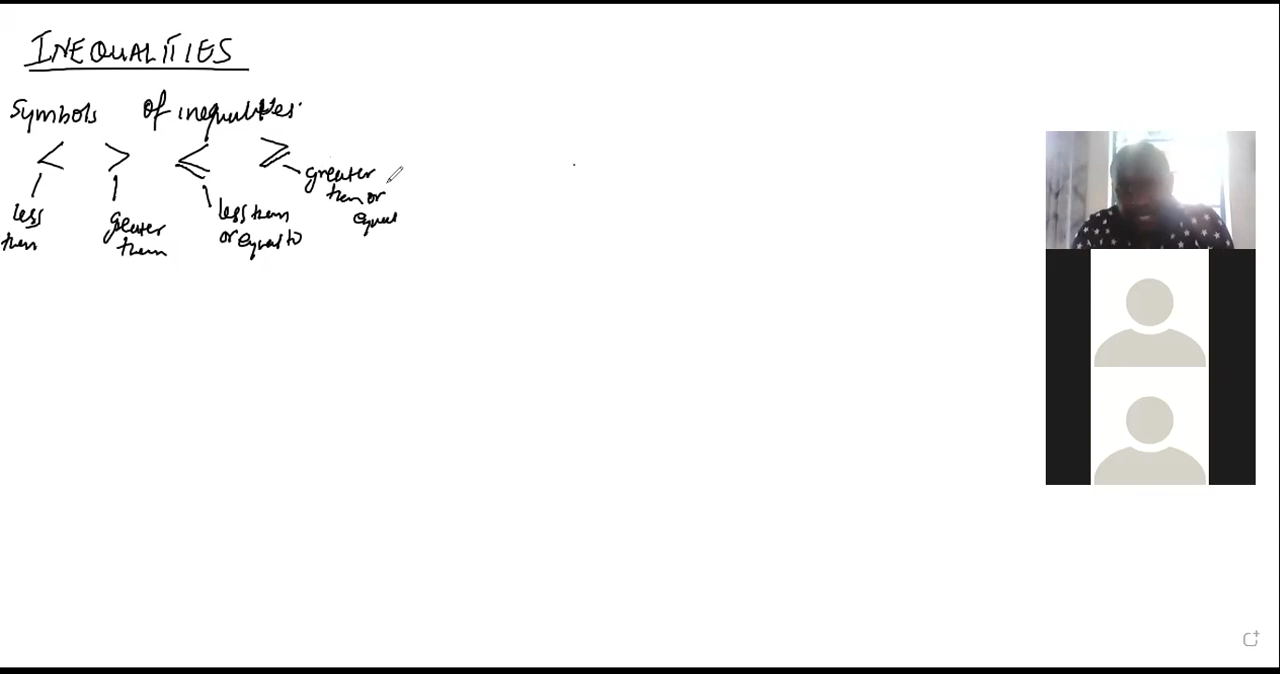 INEQUALITIES
Symbols of inequalities.
< > ≤ ≥
less
than
greater
than
less than
or equal to
greater
than or
equal